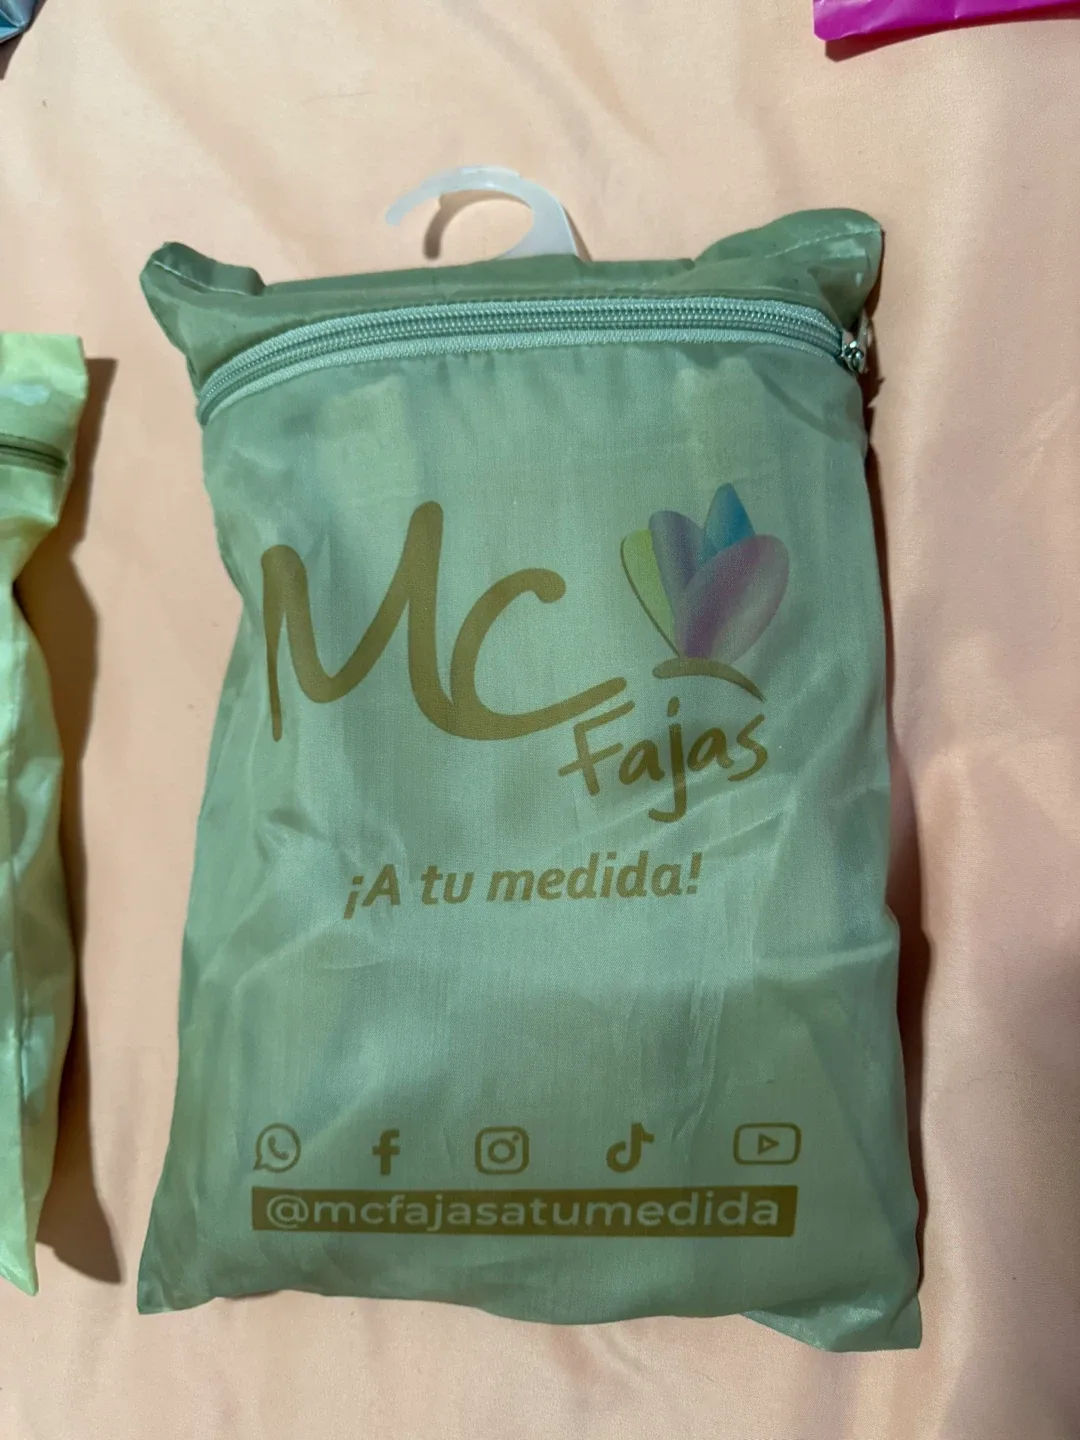 MC
Fajas
¡A tu medida!
@mcfajasatumedida